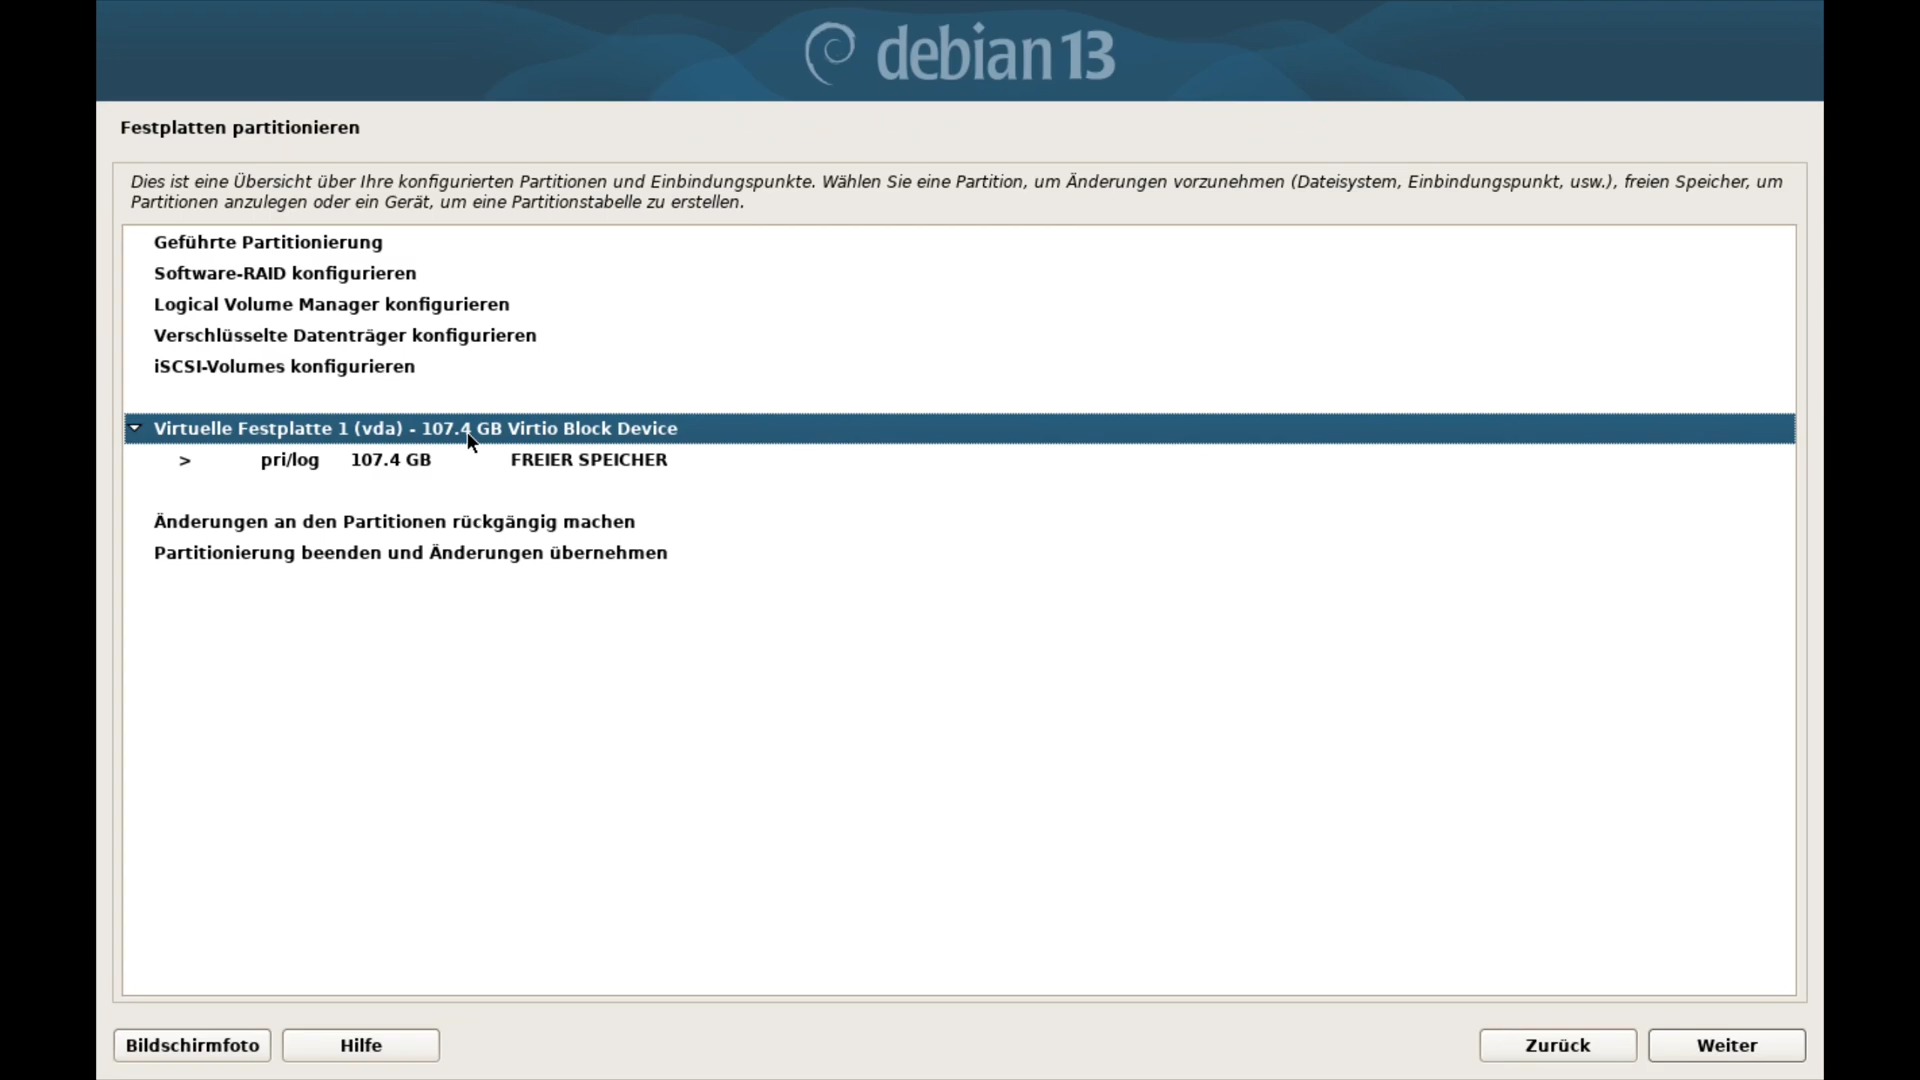 debian 13
Festplatten partitionieren
Dies ist eine Übersicht über Ihre konfigurierten Partitionen und Einbindungspunkte. Wählen Sie eine Partition, um Änderungen vorzunehmen (Dateisystem, Einbindungspunkt, usw.), freien Speicher, um
Partitionen anzulegen oder ein Gerät, um eine Partitionstabelle zu erstellen.
Geführte Partitionierung
Software-RAID konfigurieren
Logical Volume Manager konfigurieren
Verschlüsselte Datenträger konfigurieren
iSCSI-Volumes konfigurieren
Virtuelle Festplatte 1 (vda) - 107.4 GB Virtio Block Device
> pri/log 107.4 GB FREIER SPEICHER
Änderungen an den Partitionen rückgängig machen
Partitionierung beenden und Änderungen übernehmen
Bildschirmfoto Hilfe Zurück Weiter